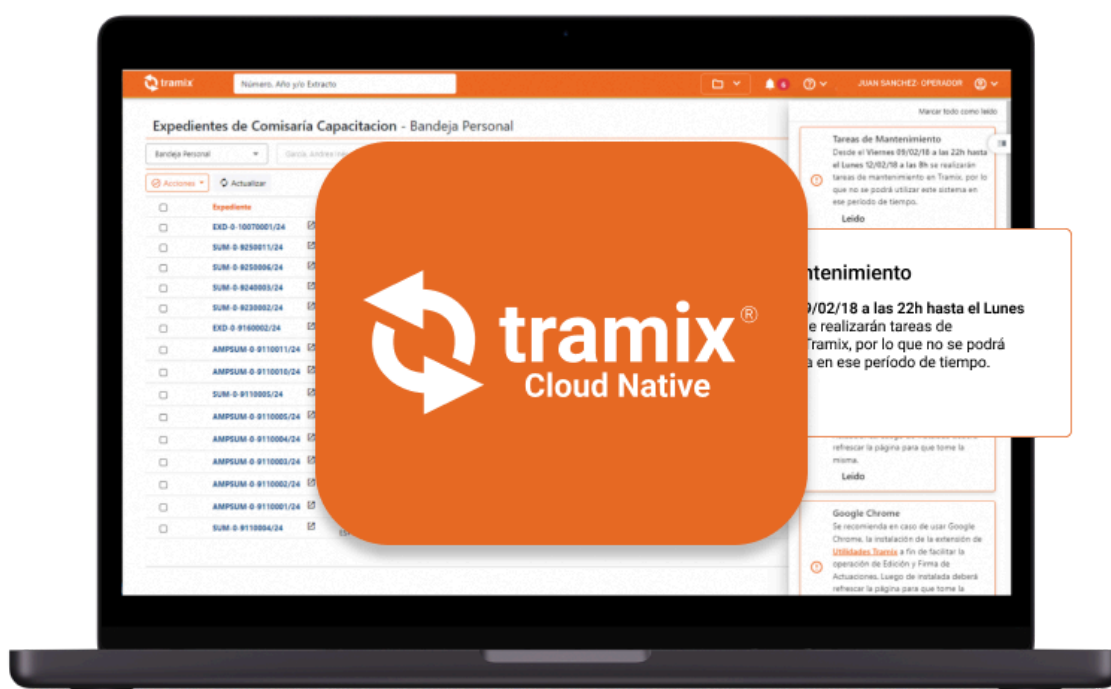 tramix
Número, Año y/o Extracto
6
JUAN SANCHEZ- OPERADOR
Marcar todo como leído
Expedientes de Comisaría Capacitacion - Bandeja Personal
Bandeja Personal
García, Andrea
Acciones
Actualizar
Expediente
EXD-0-10070001/24
SUM-0-9250011/24
SUM-0-9250006/24
SUM-0-9240003/24
SUM-0-9230002/24
EXD-0-9160002/24
AMPSUM-0-9110011/24
AMPSUM-0-9110010/24
SUM-0-9110005/24
AMPSUM-0-9110005/24
AMPSUM-0-9110004/24
AMPSUM-0-9110003/24
AMPSUM-0-9110002/24
AMPSUM-0-9110001/24
SUM-0-9110004/24
tramix®
Cloud Native
Tareas de Mantenimiento
Desde el Viernes 09/02/18 a las 22h hasta
el Lunes 12/02/18 a las 8h se realizarán
tareas de mantenimiento en Tramix, por lo
que no se podrá utilizar este sistema en
ese período de tiempo.
Leido
ntenimiento
9/02/18 a las 22h hasta el Lunes
e realizarán tareas de
Tramix, por lo que no se podrá
a en ese período de tiempo.
refrescar la página para que tome la
misma.
Leido
Google Chrome
Se recomienda en caso de usar Google
Chrome, la instalación de la extensión de
Utilidades Tramix a fin de facilitar la
operación de Edición y Firma de
Actuaciones. Luego de instalada deberá
refrescar la página para que tome la